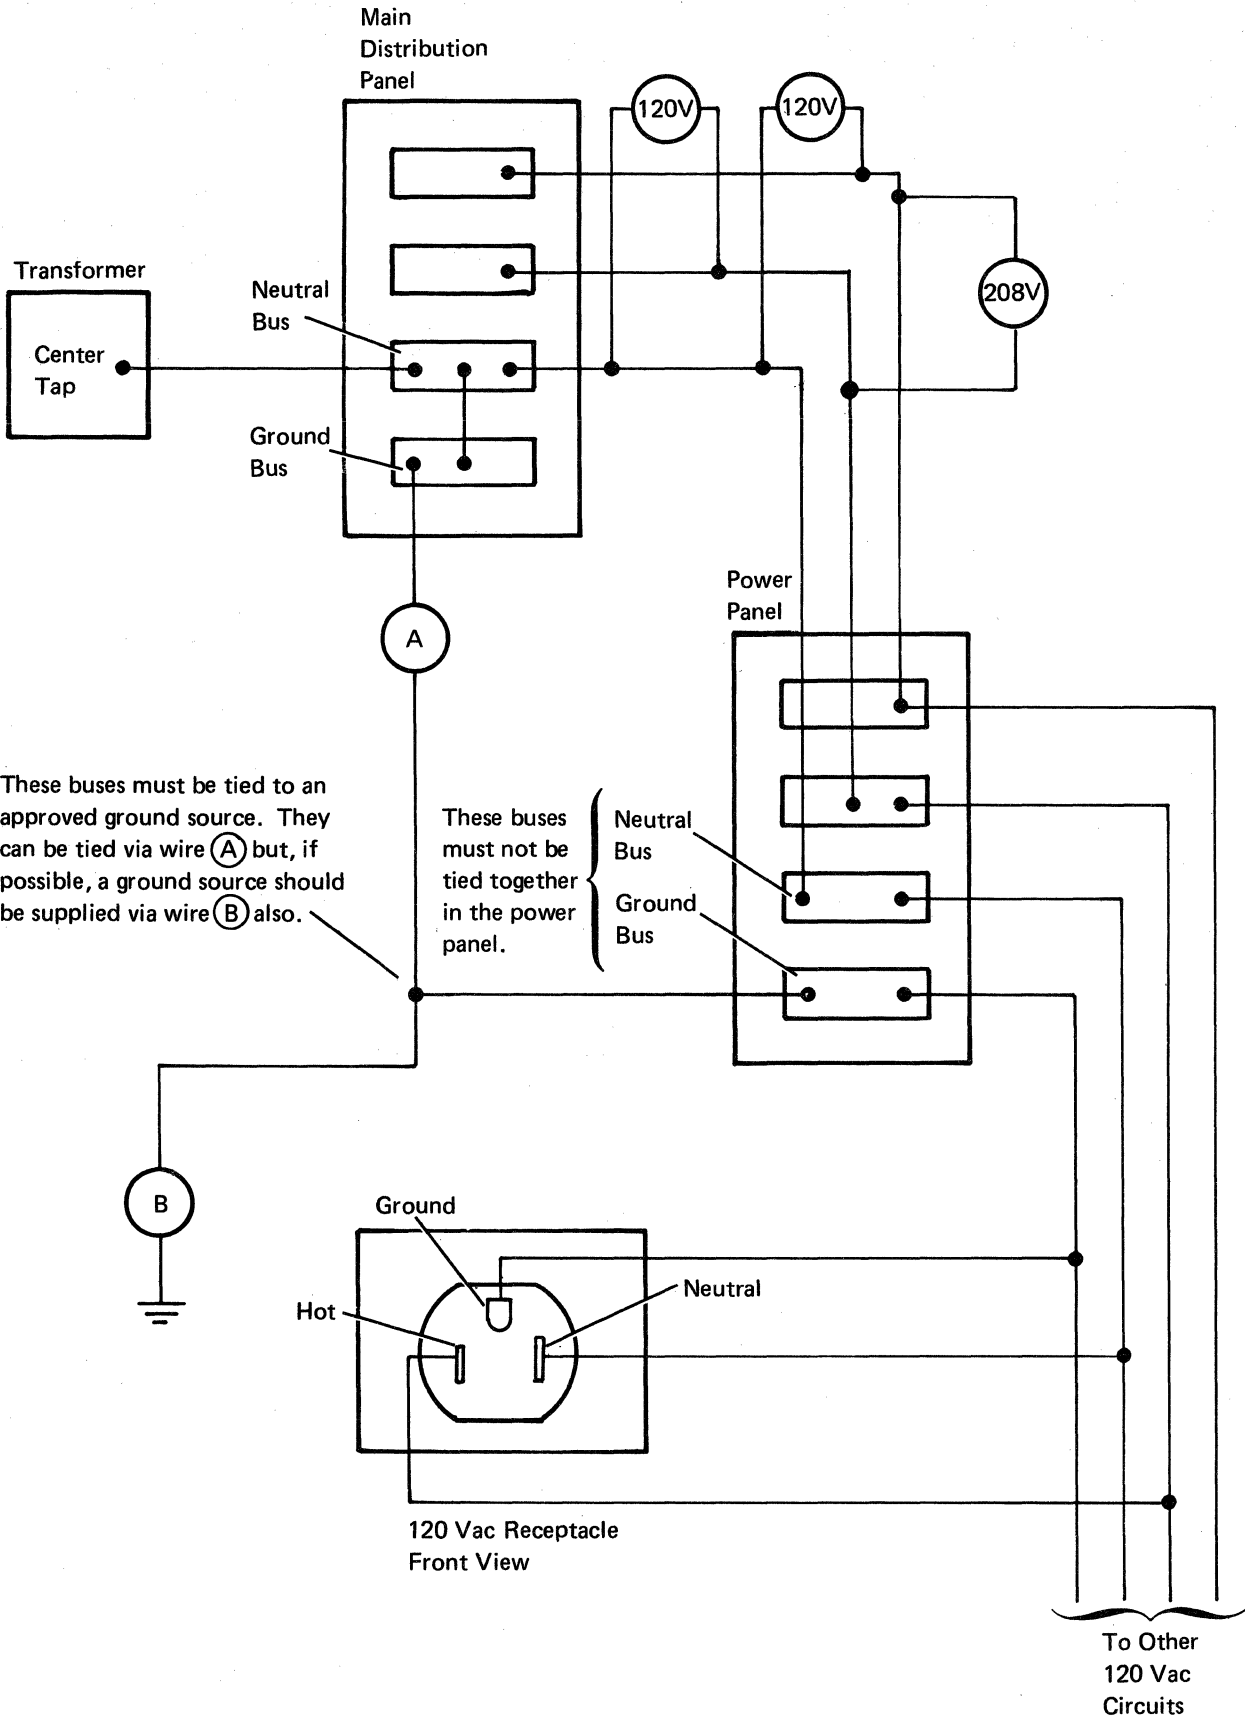 Main
Distribution
Panel
120V
120V
Transformer
Neutral
Bus
208V
Center
Tap
Ground
Bus
Power
Panel
A
These buses must be tied to an
approved ground source. They
can be tied via wire A but, if
possible, a ground source should
be supplied via wire B also.
These buses
must not be
tied together
in the power
panel.
Neutral
Bus
Ground
Bus
B
Ground
Neutral
Hot
120 Vac Receptacle
Front View
To Other
120 Vac
Circuits